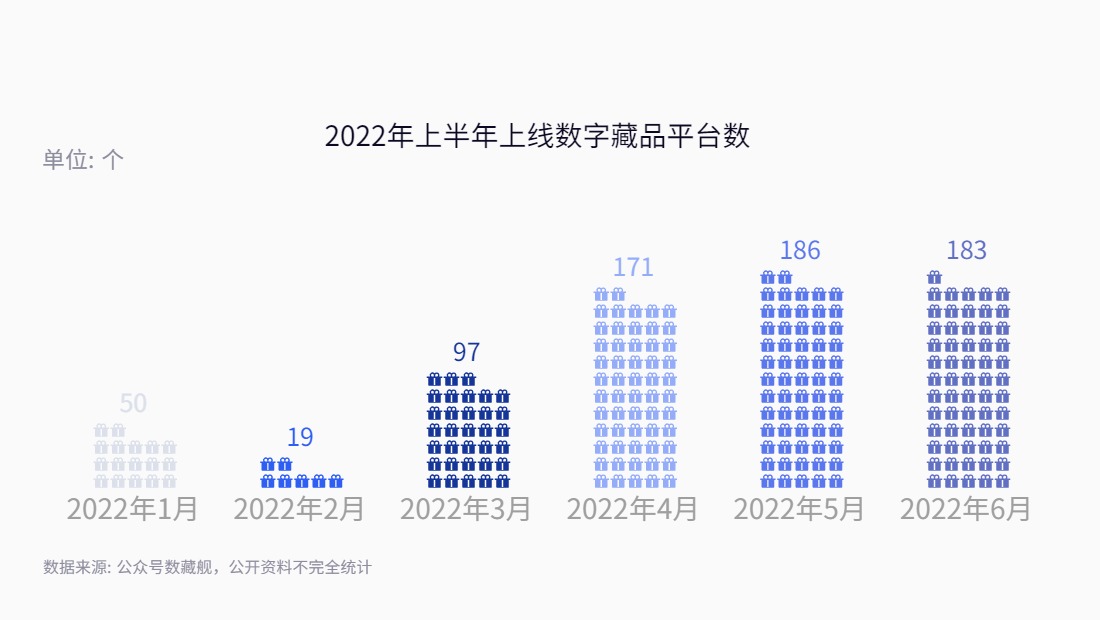 2022年上半年上线数字藏品平台数
单位: 个
50
19
97
171
186
183
2022年1月
2022年2月
2022年3月
2022年4月
2022年5月
2022年6月
数据来源: 公众号数藏舰，公开资料不完全统计